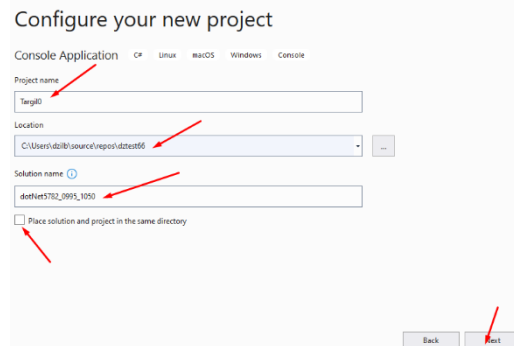 Configure your new project
Console Application C# Linux macOS Windows Console
Project name
Targil0
Location
C:\Users\dzilb\source\repos\dztest66
...
Solution name
dotNet5782_0995_1050
Place solution and project in the same directory
Back Next